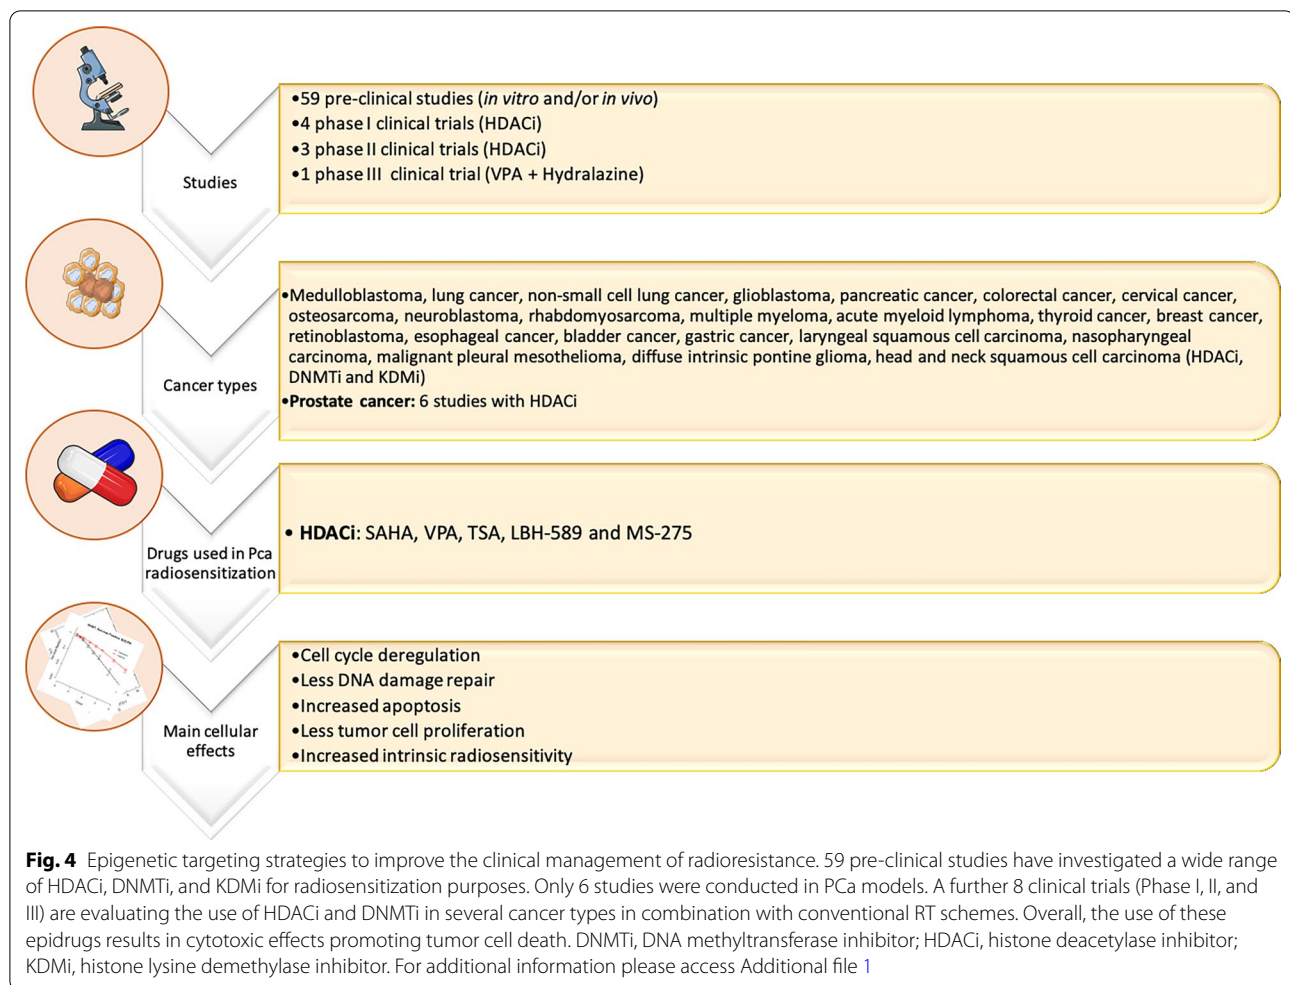 Studies
•59 pre-clinical studies (in vitro and/or in vivo)
•4 phase I clinical trials (HDACi)
•3 phase II clinical trials (HDACi)
•1 phase III clinical trial (VPA + Hydralazine)
Cancer types
•Medulloblastoma, lung cancer, non-small cell lung cancer, glioblastoma, pancreatic cancer, colorectal cancer, cervical cancer,
osteosarcoma, neuroblastoma, rhabdomyosarcoma, multiple myeloma, acute myeloid lymphoma, thyroid cancer, breast cancer,
retinoblastoma, esophageal cancer, bladder cancer, gastric cancer, laryngeal squamous cell carcinoma, nasopharyngeal
carcinoma, malignant pleural mesothelioma, diffuse intrinsic pontine glioma, head and neck squamous cell carcinoma (HDACi,
DNMTi and KDMi)
•Prostate cancer: 6 studies with HDACi
Drugs used in Pca
radiosensitization
• HDACi: SAHA, VPA, TSA, LBH-589 and MS-275
Main cellular
effects
•Cell cycle deregulation
•Less DNA damage repair
•Increased apoptosis
•Less tumor cell proliferation
•Increased intrinsic radiosensitivity
Fig. 4 Epigenetic targeting strategies to improve the clinical management of radioresistance. 59 pre-clinical studies have investigated a wide range
of HDACi, DNMTi, and KDMi for radiosensitization purposes. Only 6 studies were conducted in PCa models. A further 8 clinical trials (Phase I, II, and
III) are evaluating the use of HDACi and DNMTi in several cancer types in combination with conventional RT schemes. Overall, the use of these
epidrugs results in cytotoxic effects promoting tumor cell death. DNMTi, DNA methyltransferase inhibitor; HDACi, histone deacetylase inhibitor;
KDMi, histone lysine demethylase inhibitor. For additional information please access Additional file 1